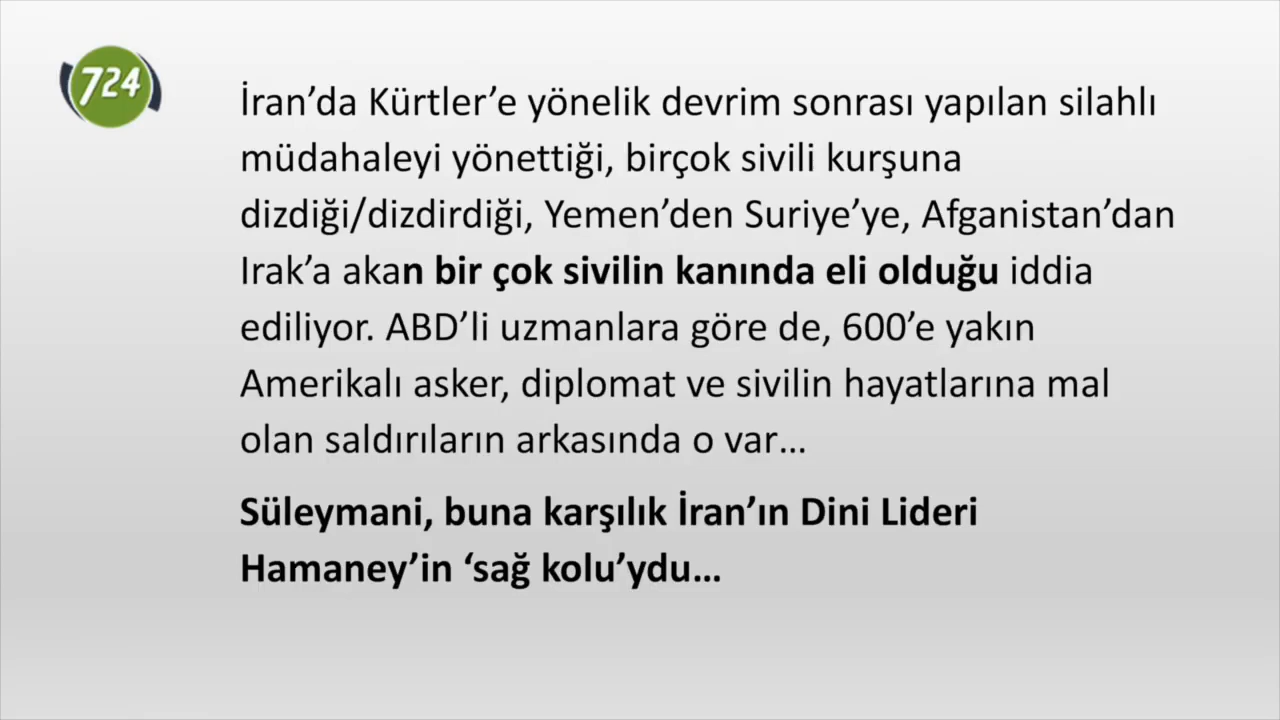 724
İran’da Kürtler’e yönelik devrim sonrası yapılan silahlı
müdahaleyi yönettiği, birçok sivili kurşuna
dizdiği/dizdirdiği, Yemen’den Suriye’ye, Afganistan’dan
Irak’a akan bir çok sivilin kanında eli olduğu iddia
ediliyor. ABD’li uzmanlara göre de, 600’e yakın
Amerikalı asker, diplomat ve sivilin hayatlarına mal
olan saldırıların arkasında o var…
Süleymani, buna karşılık İran’ın Dini Lideri
Hamaney’in ‘sağ kolu’ydu…